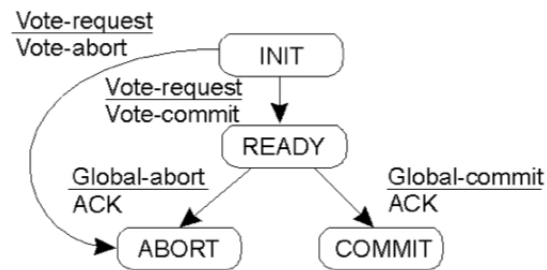 Vote-request
Vote-abort
INIT
Vote-request
Vote-commit
READY
Global-abort
ACK
Global-commit
ACK
ABORT
COMMIT